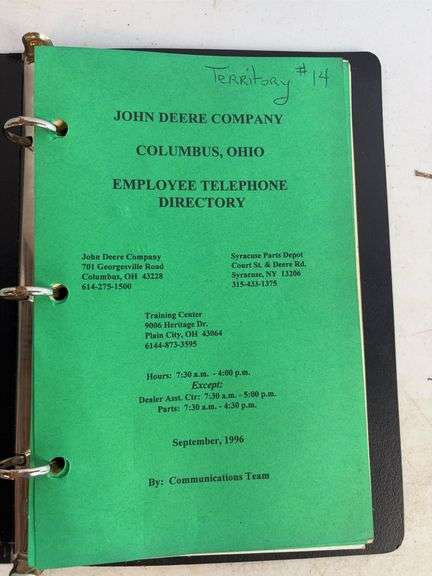 Territory #14
JOHN DEERE COMPANY
COLUMBUS, OHIO
EMPLOYEE TELEPHONE
DIRECTORY
John Deere Company
701 Georgesville Road
Columbus, OH 43228
614-275-1500
Syracuse Parts Depot
Court St. & Deere Rd.
Syracuse, NY 13206
315-433-1375
Training Center
9006 Heritage Dr.
Plain City, OH 43064
6144-873-3595
Hours: 7:30 a.m. - 4:00 p.m.
Except:
Dealer Asst. Ctr: 7:30 a.m. - 5:00 p.m.
Parts: 7:30 a.m. - 4:30 p.m.
September, 1996
By: Communications Team